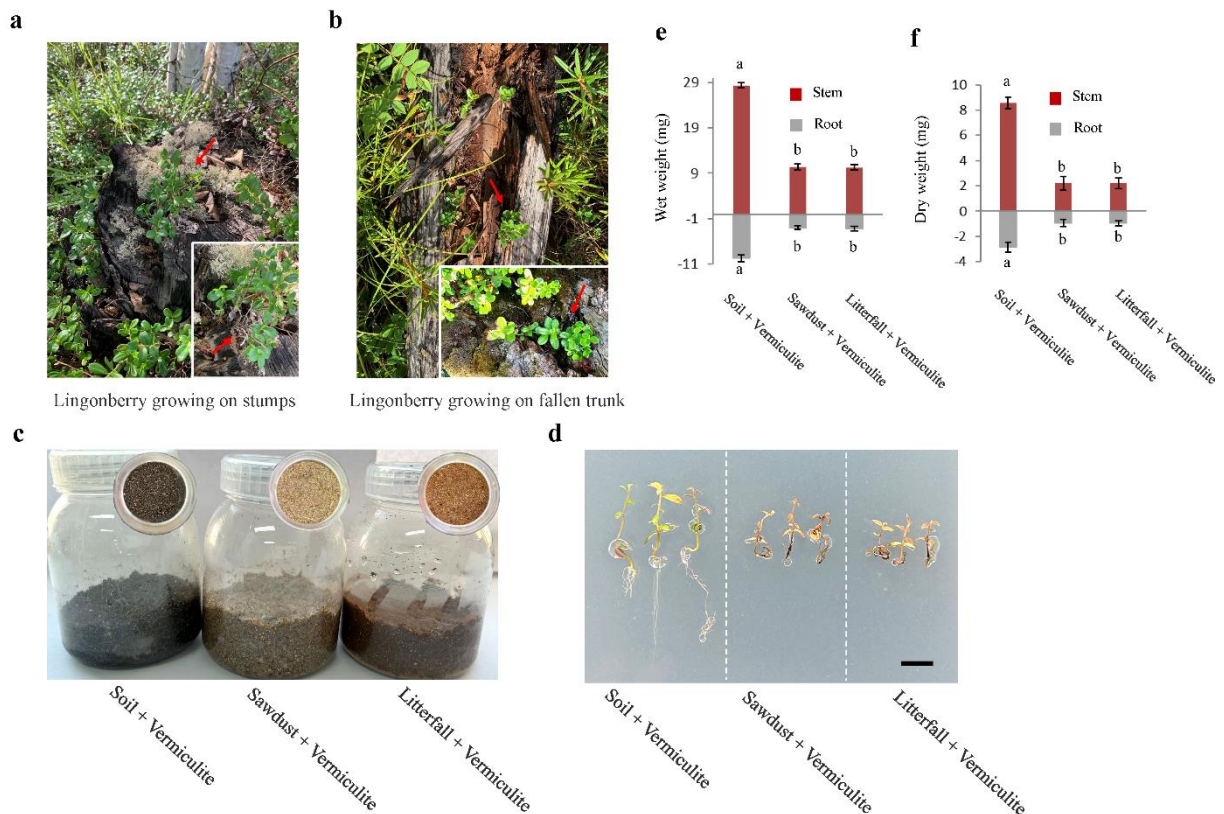 a
b
Lingonberry growing on stumps
Lingonberry growing on fallen trunk
e
Wet weight (mg)
29
19
9
-1
-11
a
b
b
a
b
b
Stem
Root
Soil + Vermiculite
Sawdust + Vermiculite
Litterfall + Vermiculite
f
Dry weight (mg)
10
8
6
4
2
0
-2
-4
a
b
b
a
b
b
Stem
Root
Soil + Vermiculite
Sawdust + Vermiculite
Litterfall + Vermiculite
c
Soil + Vermiculite
Sawdust + Vermiculite
Litterfall + Vermiculite
d
Soil + Vermiculite
Sawdust + Vermiculite
Litterfall + Vermiculite